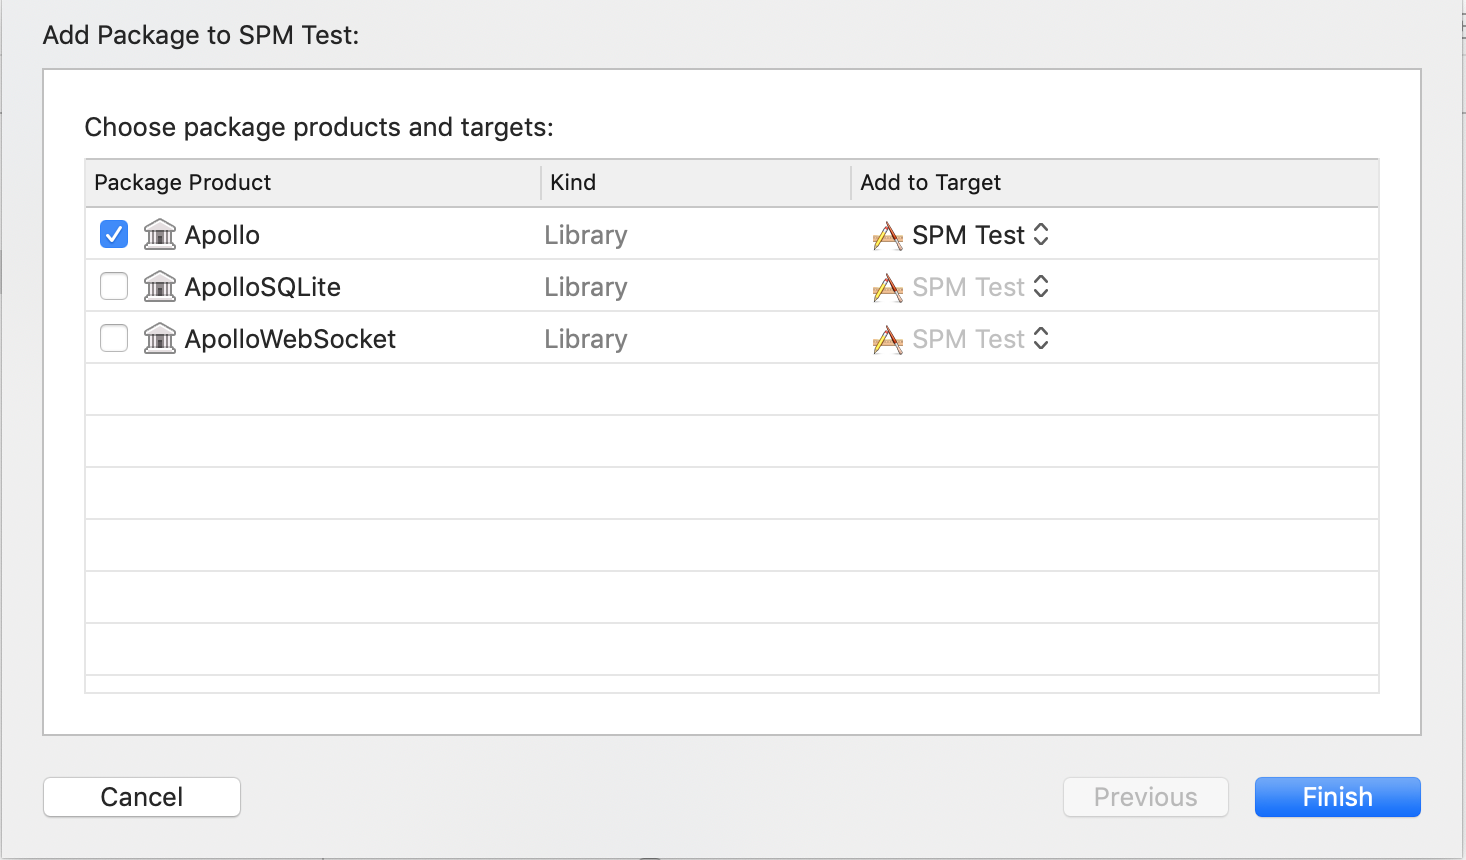 Add Package to SPM Test:
Choose package products and targets:
Package Product Kind Add to Target
Apollo Library SPM Test
ApolloSQLite Library SPM Test
ApolloWebSocket Library SPM Test
Cancel Previous Finish